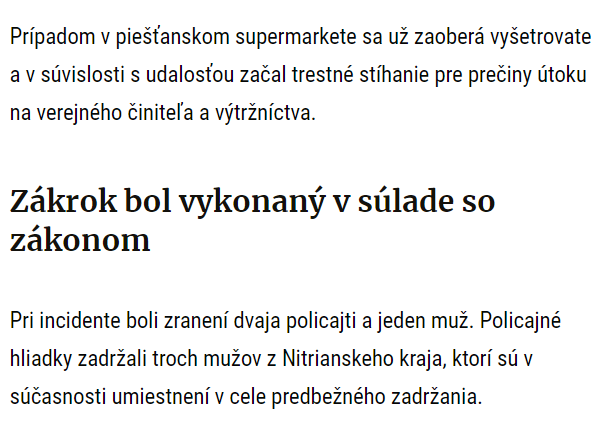 Prípadom v piešťanskom supermarkete sa už zaoberá vyšetrovate
a v súvislosti s udalosťou začal trestné stíhanie pre prečiny útoku
na verejného činiteľa a výtržníctva.
Zákrok bol vykonaný v súlade so
zákonom
Pri incidente boli zranení dvaja policajti a jeden muž. Policajné
hliadky zadržali troch mužov z Nitrianskeho kraja, ktorí sú v
súčasnosti umiestnení v cele predbežného zadržania.